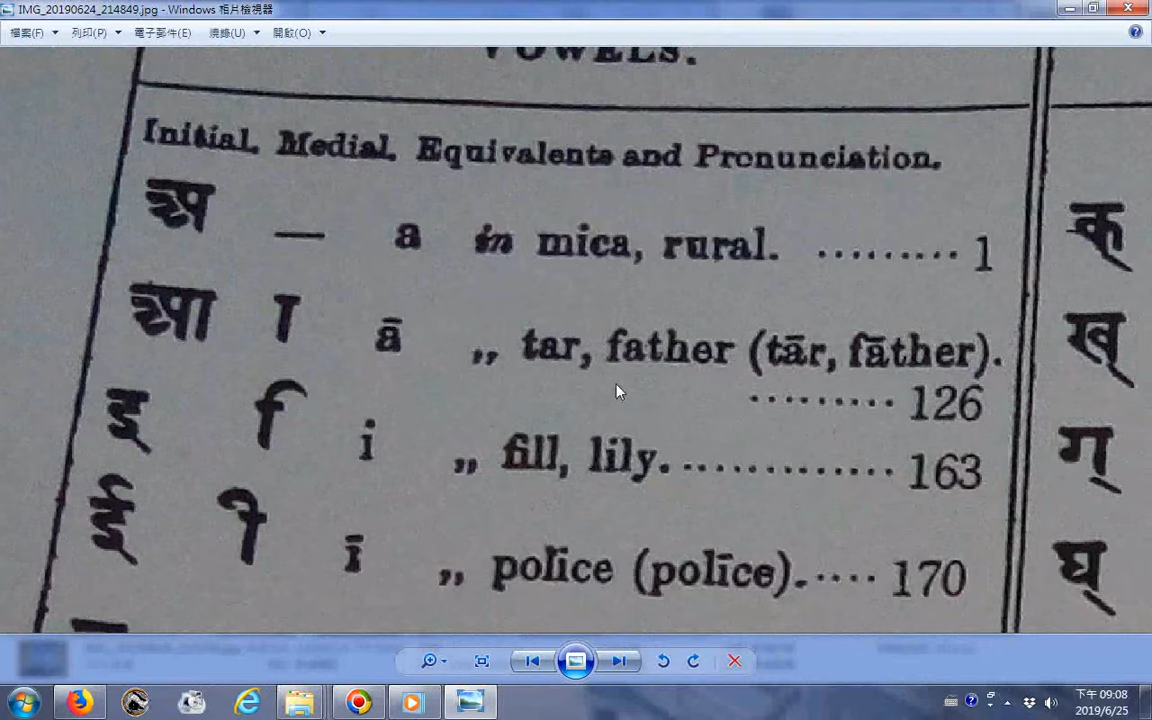 IMG_20190624_214849.jpg - Windows 相片檢視器
檔案(F) 列印(P) 電子郵件(E) 燒錄(U) 開啟(O)
VOWELS.
Initial. Medial. Equivalents and Pronunciation.
अ — a in mica, rural. ......... 1
आ ा ā ,, tar, father (tār, fāther).
......... 126
इ ि i ,, fill, lily. ............. 163
ई ी ī ,, police (polīce). .... 170
क्
ख्
ग्
घ्
下午 09:08
2019/6/25